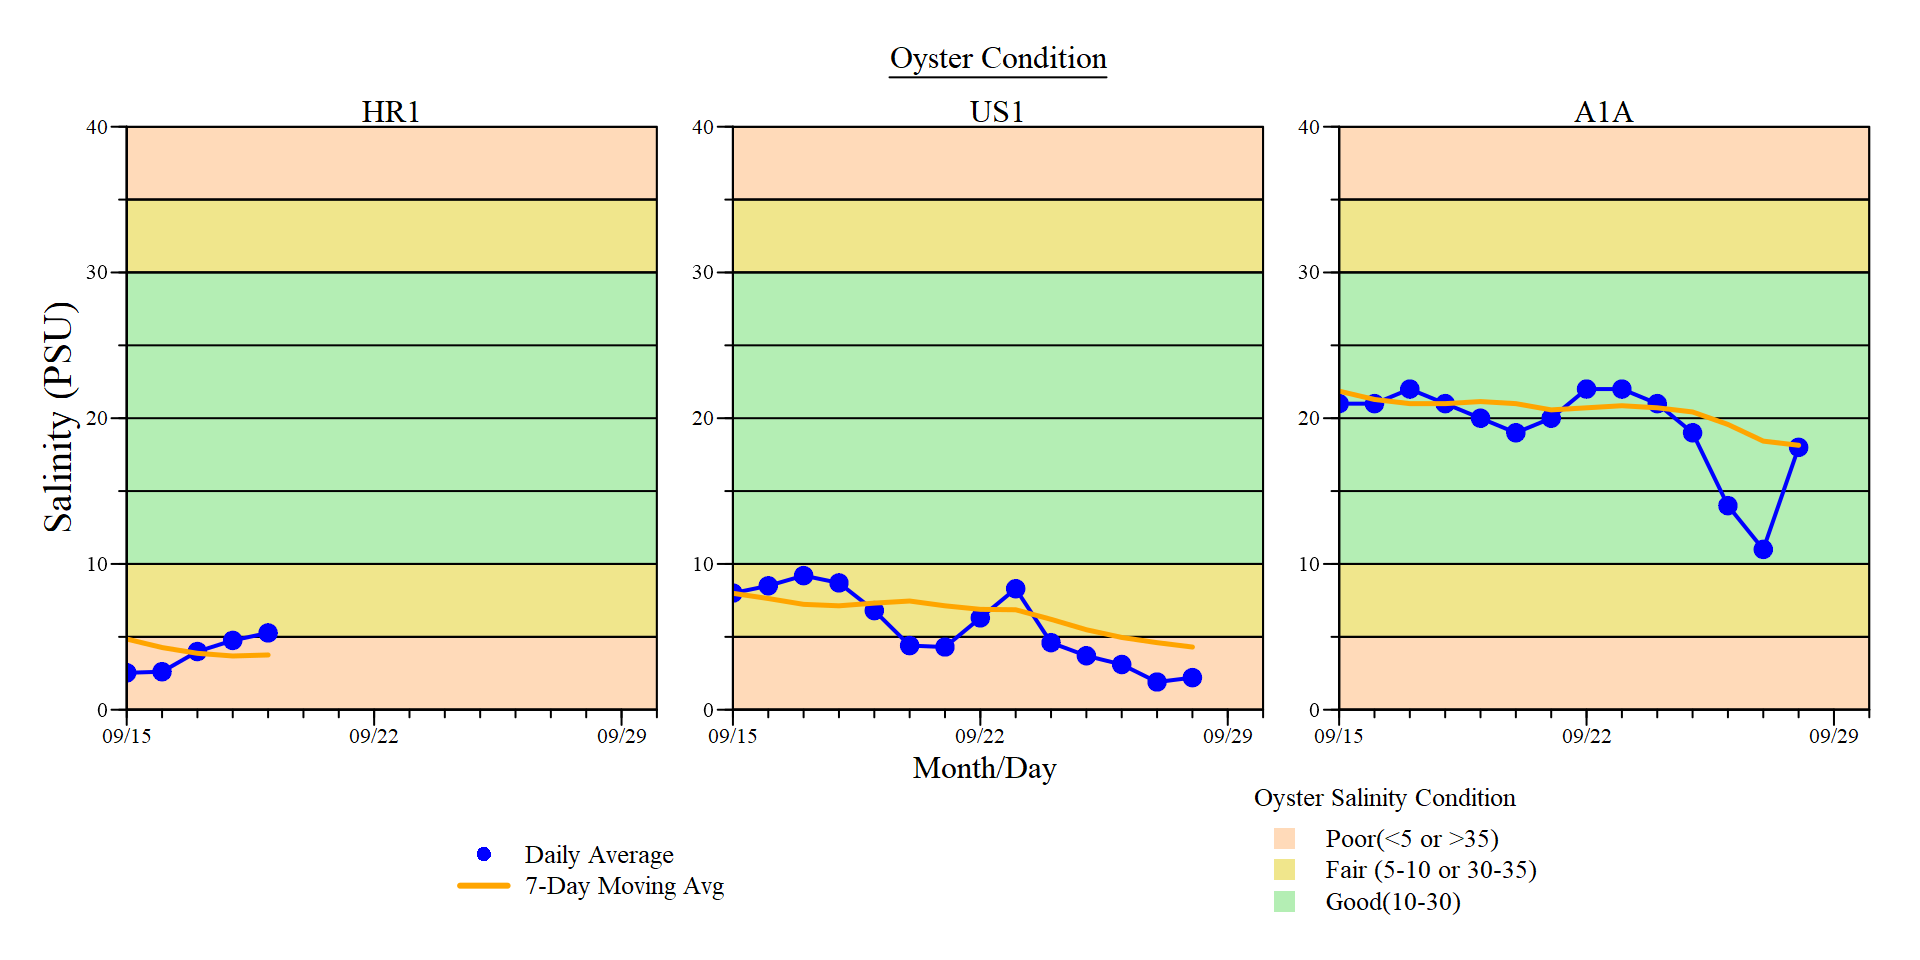 Oyster Condition
HR1
US1
A1A
Salinity (PSU)
40
30
20
10
0
40
30
20
10
0
40
30
20
10
0
09/15
09/22
09/29
09/15
09/22
09/29
09/15
09/22
09/29
Month/Day
Daily Average
7-Day Moving Avg
Oyster Salinity Condition
Poor(<5 or >35)
Fair (5-10 or 30-35)
Good(10-30)